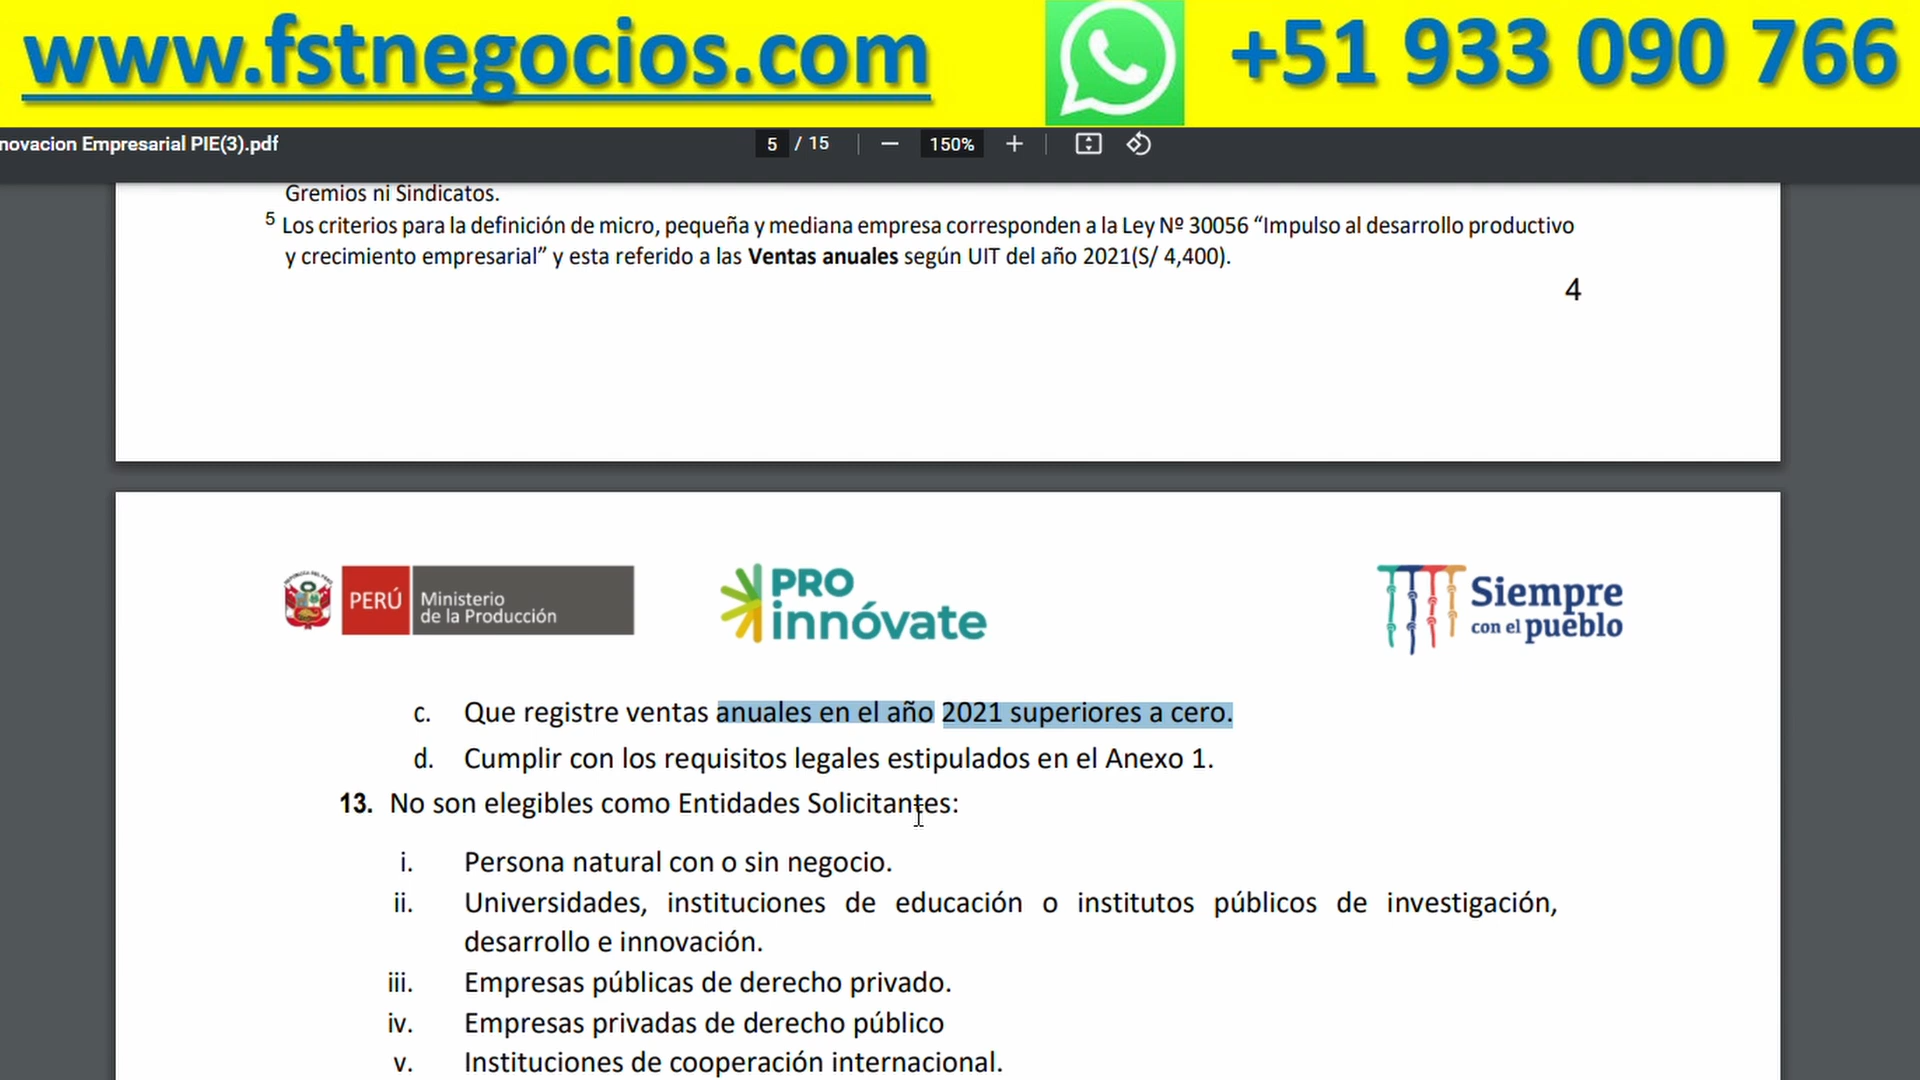 www.fstnegocios.com
+51 933 090 766
novacion Empresarial PIE(3).pdf
5 / 15
150%
Gremios ni Sindicatos.
5 Los criterios para la definición de micro, pequeña y mediana empresa corresponden a la Ley Nº 30056 “Impulso al desarrollo productivo
y crecimiento empresarial” y esta referido a las Ventas anuales según UIT del año 2021(S/ 4,400).
4
PERÚ
Ministerio
de la Producción
PRO
innóvate
Siempre
con el pueblo
c. Que registre ventas anuales en el año 2021 superiores a cero.
d. Cumplir con los requisitos legales estipulados en el Anexo 1.
13. No son elegibles como Entidades Solicitantes:
i. Persona natural con o sin negocio.
ii. Universidades, instituciones de educación o institutos públicos de investigación,
desarrollo e innovación.
iii. Empresas públicas de derecho privado.
iv. Empresas privadas de derecho público
v. Instituciones de cooperación internacional.